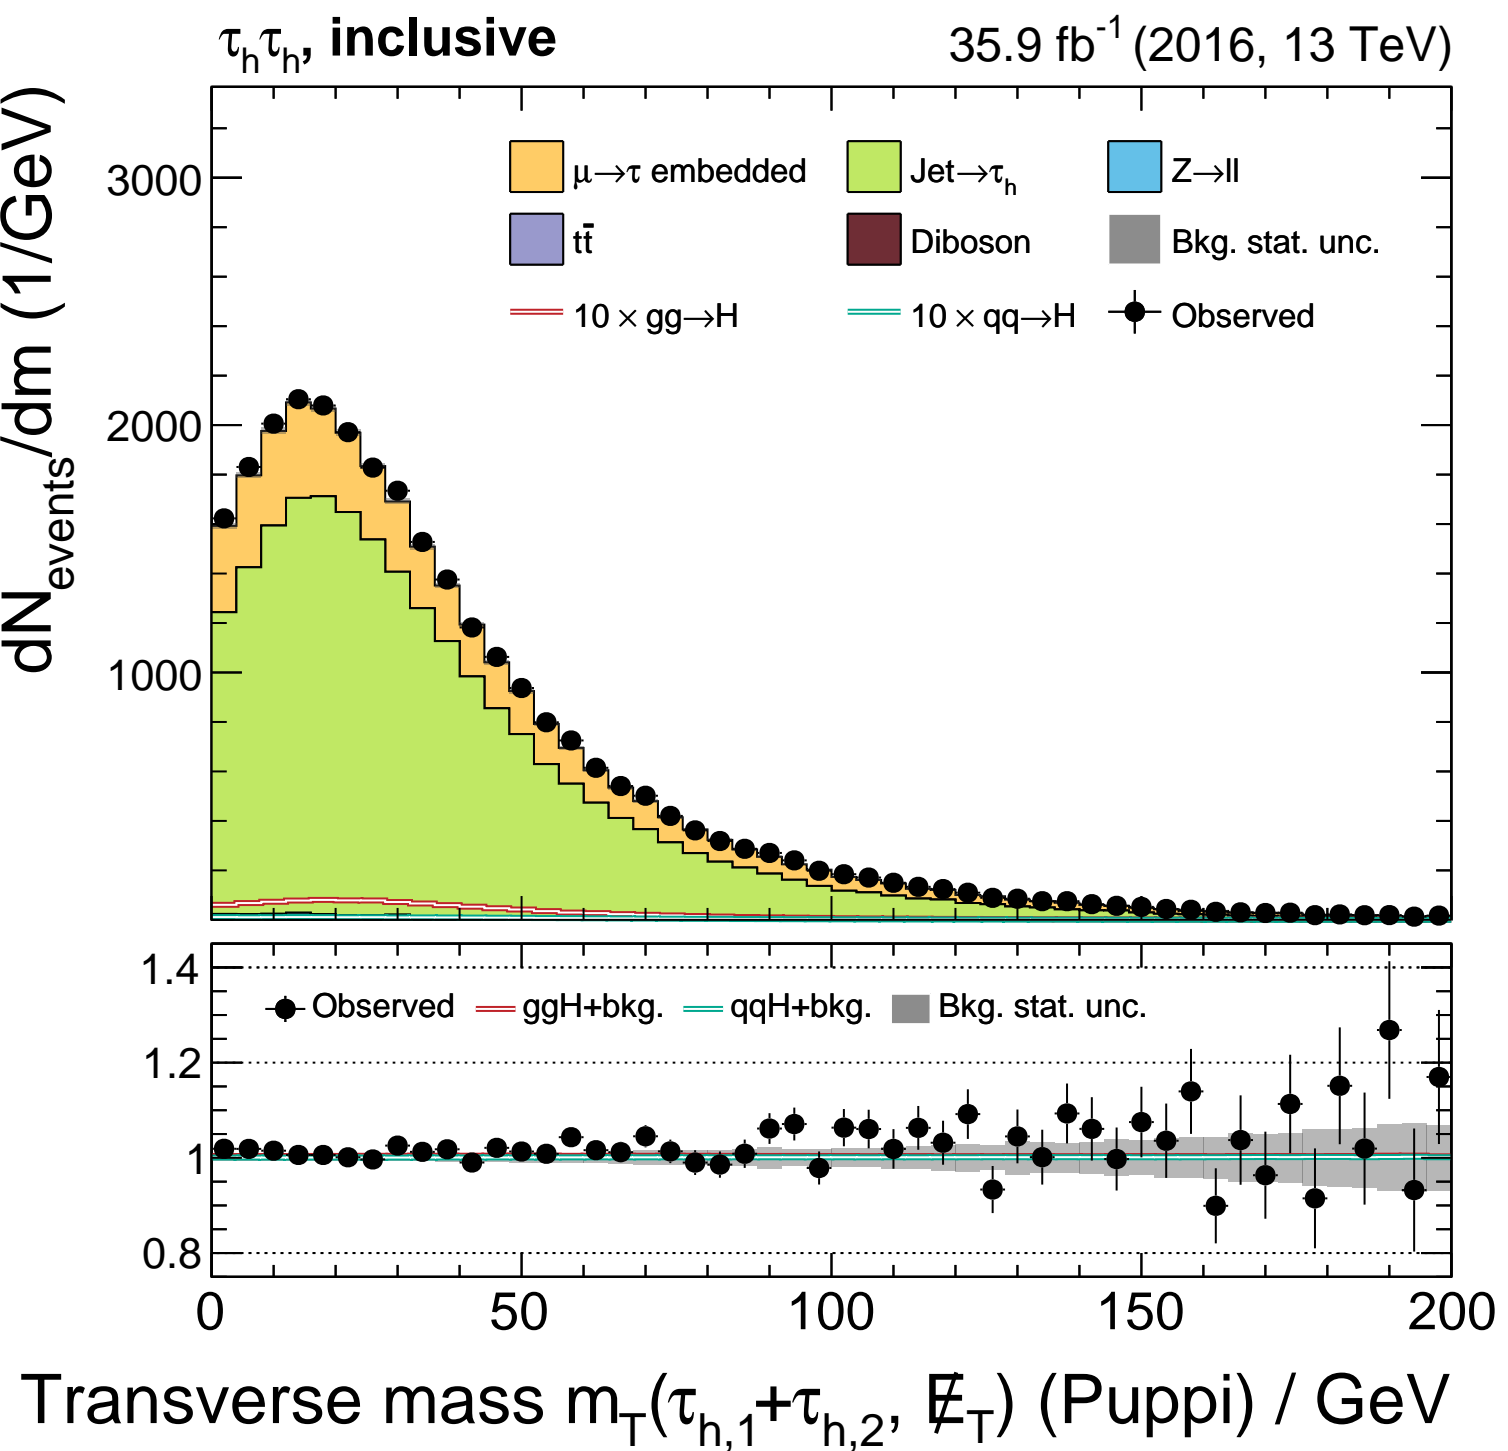 τhτh, inclusive
35.9 fb-1 (2016, 13 TeV)
dNevents/dm (1/GeV)
3000
2000
1000
μ→τ embedded
Jet→τh
Z→ll
tt̄
Diboson
Bkg. stat. unc.
10 × gg→H
10 × qq→H
Observed
1.4
1.2
1
0.8
Observed
ggH+bkg.
qqH+bkg.
Bkg. stat. unc.
0
50
100
150
200
Transverse mass mT(τh,1+τh,2, E̸T) (Puppi) / GeV